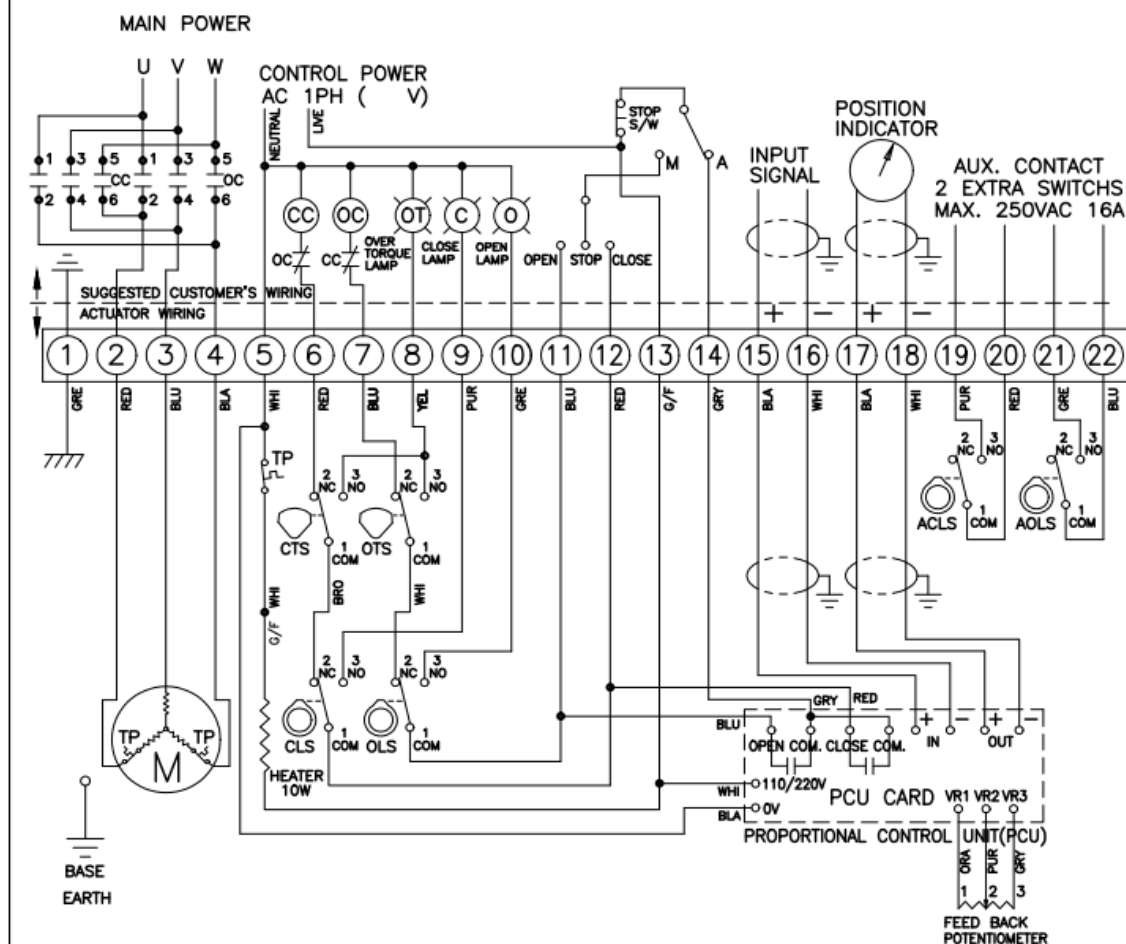 MAIN POWER
U V W
CONTROL POWER
AC 1PH ( V)
NEUTRAL
LIVE
STOP
S/W
M
A
POSITION
INDICATOR
INPUT
SIGNAL
AUX. CONTACT
2 EXTRA SWITCHS
MAX. 250VAC 16A
1 3 5 1 3 5
CC OC
2 4 6 2 4 6
CC OC OT C O
OC CC
OVER
TORQUE
LAMP
CLOSE
LAMP
OPEN
LAMP
OPEN STOP CLOSE
SUGGESTED CUSTOMER'S WIRING
ACTUATOR WIRING
+ - + -
1 2 3 4 5 6 7 8 9 10 11 12 13 14 15 16 17 18 19 20 21 22
GRE RED BLU BLA WHI RED BLU YEL PUR GRE BLU RED G/F GRY BLA WHI BLA WHI PUR RED GRE BLU
TP
2 3 2 3
NC NO NC NO
CTS OTS
1 1
COM COM
2 3 2 3
NC NO NC NO
ACLS AOLS
1 1
COM COM
WHI
BRO
WHI
G/F
2 3 2 3
NC NO NC NO
CLS OLS
1 1
COM COM
TP TP
M
HEATER
10W
BASE
EARTH
GRY RED
BLU
+ - + -
OPEN COM. CLOSE COM. IN OUT
WHI 110/220V
PCU CARD
VR1 VR2 VR3
BLA 0V
PROPORTIONAL CONTROL UNIT(PCU)
ORA PUR GRY
1 2 3
FEED BACK
POTENTIOMETER